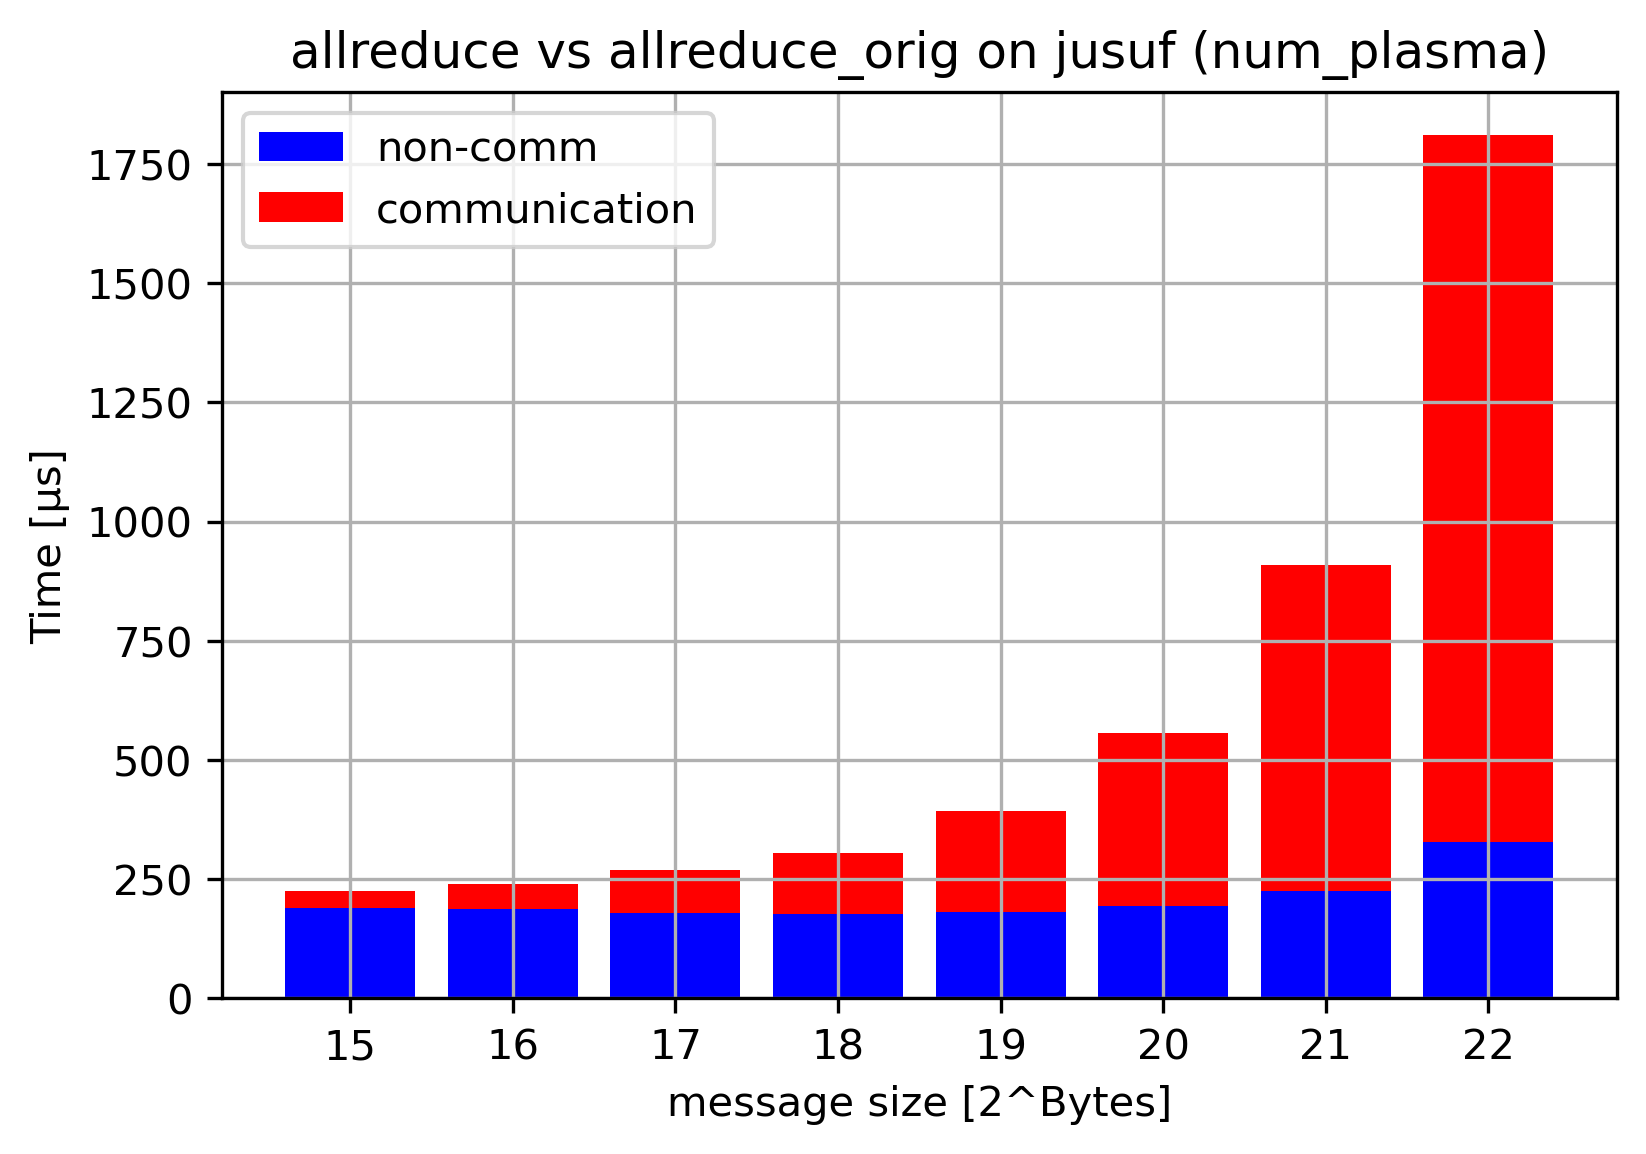 allreduce vs allreduce_orig on jusuf (num_plasma)
non-comm
communication
Time [µs]
1750
1500
1250
1000
750
500
250
0
15 16 17 18 19 20 21 22
message size [2^Bytes]